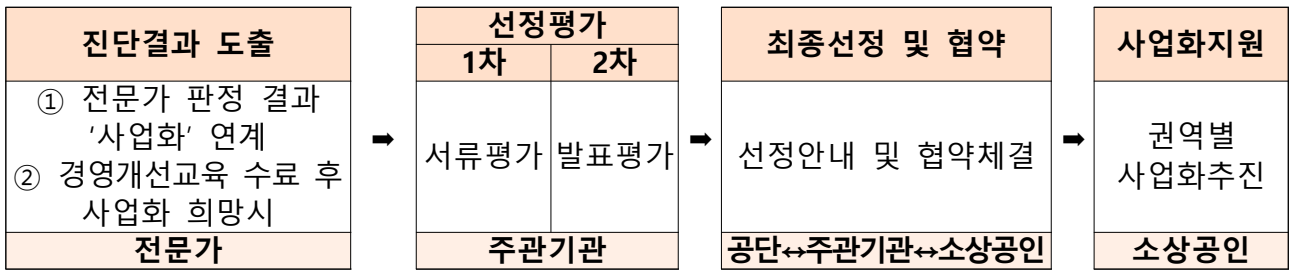 진단결과 도출
① 전문가 판정 결과
‘사업화’ 연계
② 경영개선교육 수료 후
사업화 희망시
전문가
➡
선정평가
1차 2차
서류평가 발표평가
주관기관
➡
최종선정 및 협약
선정안내 및 협약체결
공단↔주관기관↔소상공인
➡
사업화지원
권역별
사업화추진
소상공인